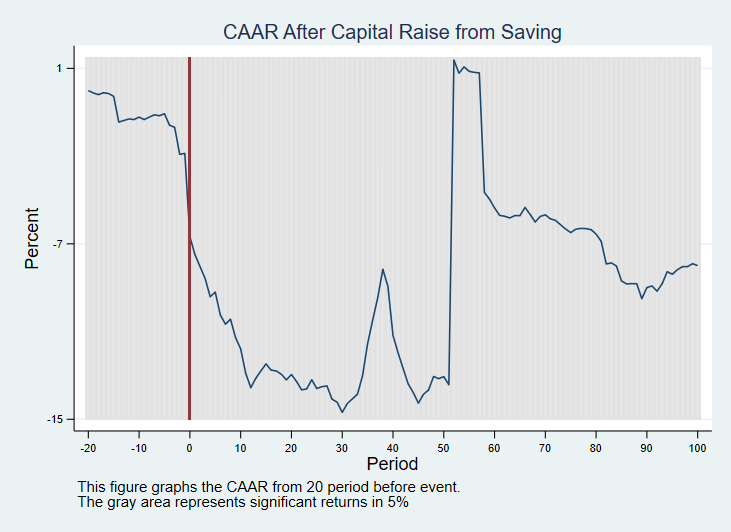 CAAR After Capital Raise from Saving
1
-7
-15
Percent
-20 -10 0 10 20 30 40 50 60 70 80 90 100
Period
This figure graphs the CAAR from 20 period before event.
The gray area represents significant returns in 5%